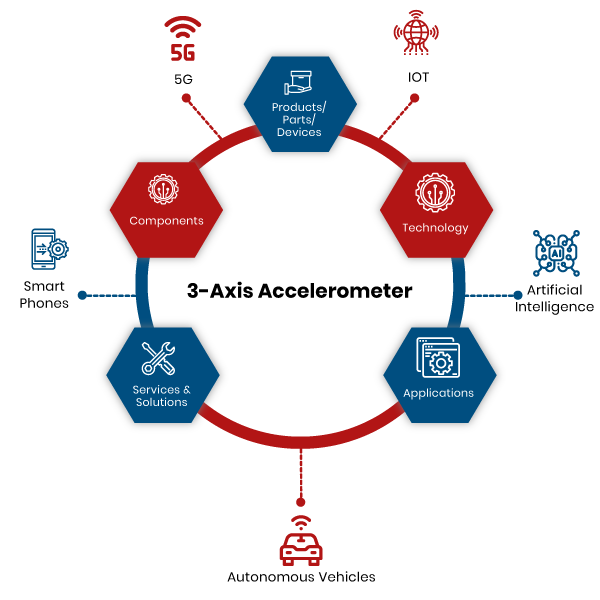 5G
5G
IOT
Products/
Parts/
Devices
Components
Technology
Smart
Phones
3-Axis Accelerometer
AI
Artificial
Intelligence
Services &
Solutions
Applications
Autonomous Vehicles